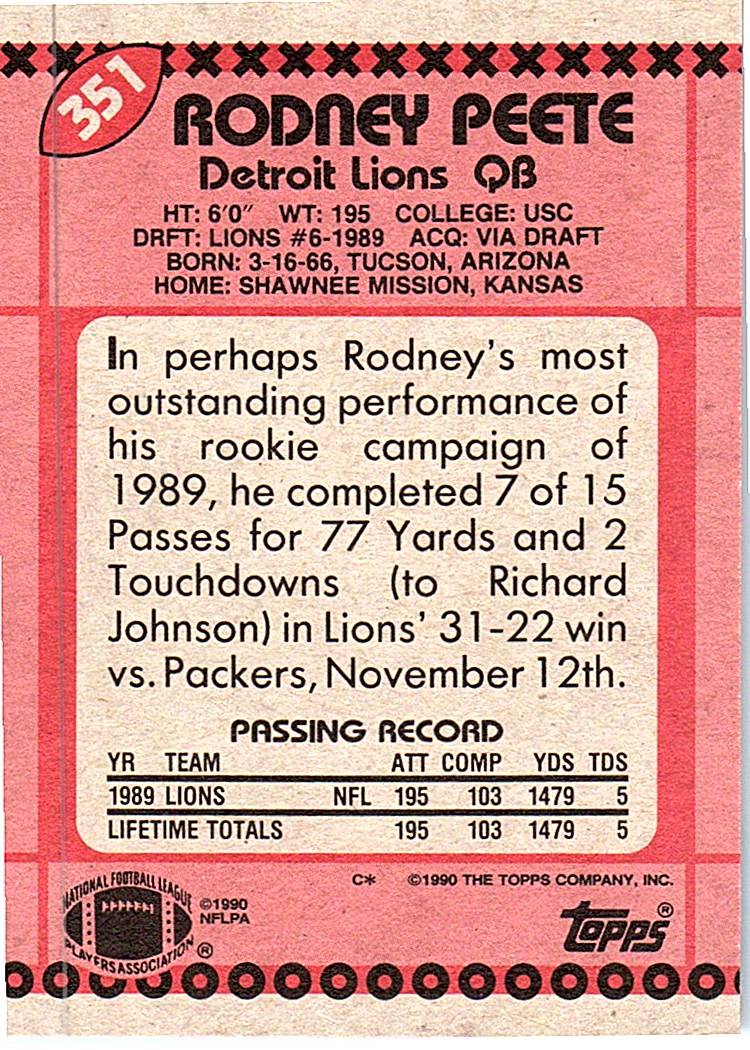 351
RODNEY PEETE
Detroit Lions QB
HT: 6'0" WT: 195 COLLEGE: USC
DRFT: LIONS #6-1989 ACQ: VIA DRAFT
BORN: 3-16-66, TUCSON, ARIZONA
HOME: SHAWNEE MISSION, KANSAS
In perhaps Rodney's most
outstanding performance of
his rookie campaign of
1989, he completed 7 of 15
Passes for 77 Yards and 2
Touchdowns (to Richard
Johnson) in Lions' 31-22 win
vs. Packers, November 12th.
PASSING RECORD
YR TEAM ATT COMP YDS TDS
1989 LIONS NFL 195 103 1479 5
LIFETIME TOTALS 195 103 1479 5
C* ©1990 THE TOPPS COMPANY, INC.
NATIONAL FOOTBALL LEAGUE
PLAYERS ASSOCIATION ®
©1990
NFLPA
topps®